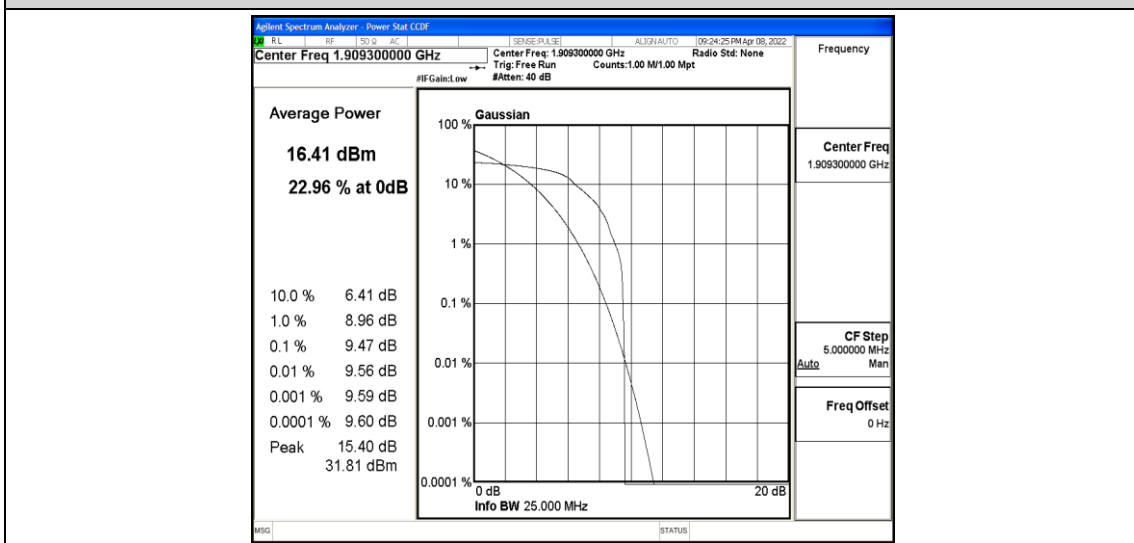 Agilent Spectrum Analyzer - Power Stat CCDF
LXI RL RF 50 Ω AC SENSE:PULSE ALIGN AUTO 09:24:25 PM Apr 08, 2022
Center Freq 1.909300000 GHz Center Freq: 1.909300000 GHz Radio Std: None
Trig: Free Run Counts:1.00 M/1.00 Mpt
#IFGain:Low #Atten: 40 dB
Frequency
Average Power
16.41 dBm
22.96 % at 0dB
10.0 % 6.41 dB
1.0 % 8.96 dB
0.1 % 9.47 dB
0.01 % 9.56 dB
0.001 % 9.59 dB
0.0001 % 9.60 dB
Peak 15.40 dB
31.81 dBm
Gaussian
100 %
10 %
1 %
0.1 %
0.01 %
0.001 %
0.0001 %
0 dB 20 dB
Info BW 25.000 MHz
Center Freq
1.909300000 GHz
CF Step
5.000000 MHz
Auto Man
Freq Offset
0 Hz
MSG STATUS